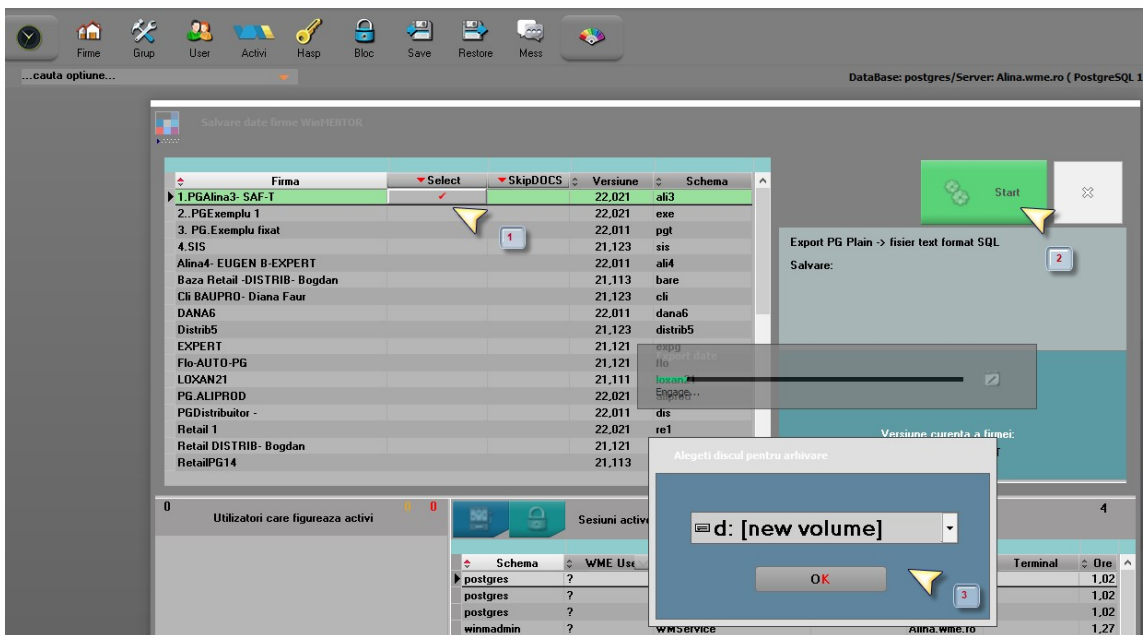 Firme Grup User Activi Hasp Bloc Save Restore Mess
...cauta optiune...
DataBase: postgres/Server: Alina.wme.ro ( PostgreSQL 1
Salvare date firme WinMENTOR
Firma Select SkipDOCS Versiune Schema
1.PGAlina3- SAF-T 22,021 ali3
2..PGExemplu 1 22,021 exe
3. PG.Exemplu fixat 22,011 pgt
4.SIS 21,123 sis
Alina4- EUGEN B-EXPERT 22,011 ali4
Baza Retail -DISTRIB- Bogdan 21,113 bare
Cli BAUPRO- Diana Faur 21,123 cli
DANA6 22,011 dana6
Distrib5 21,123 distrib5
EXPERT 21,121 expg
Flo-AUTO-PG 21,121 flo
LOXAN21 21,111 loxan21
PG.ALIPROD 22,021
PGDistribuitor - 22,011 dis
Retail 1 22,021 re1
Retail DISTRIB- Bogdan 21,121
RetailPG14 21,113
1
Start
2
Export PG Plain -> fisier text format SQL
Salvare:
Export date
Engage...
Versiune curenta a firmei:
T
Alegeti discul pentru arhivare
d: [new volume]
OK
3
0 0 0
Utilizatori care figureaza activi
Sesiuni active
4
Schema WME Use Terminal Ore
postgres ? 1,02
postgres ? 1,02
postgres ? 1,02
winmadmin ? WMService Alina.wme.ro 1,27